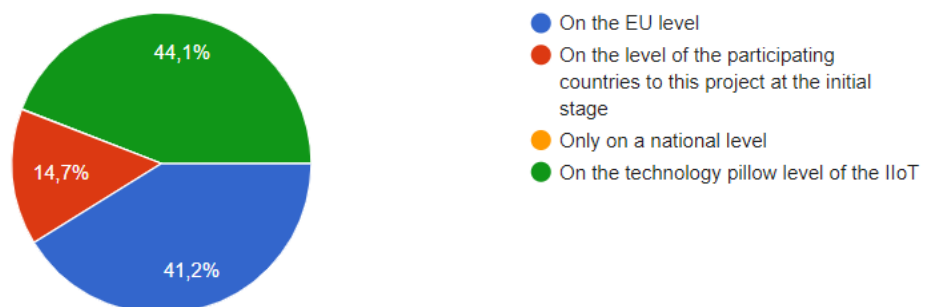 44,1%
14,7%
41,2%
On the EU level
On the level of the participating
countries to this project at the initial
stage
Only on a national level
On the technology pillow level of the IIoT